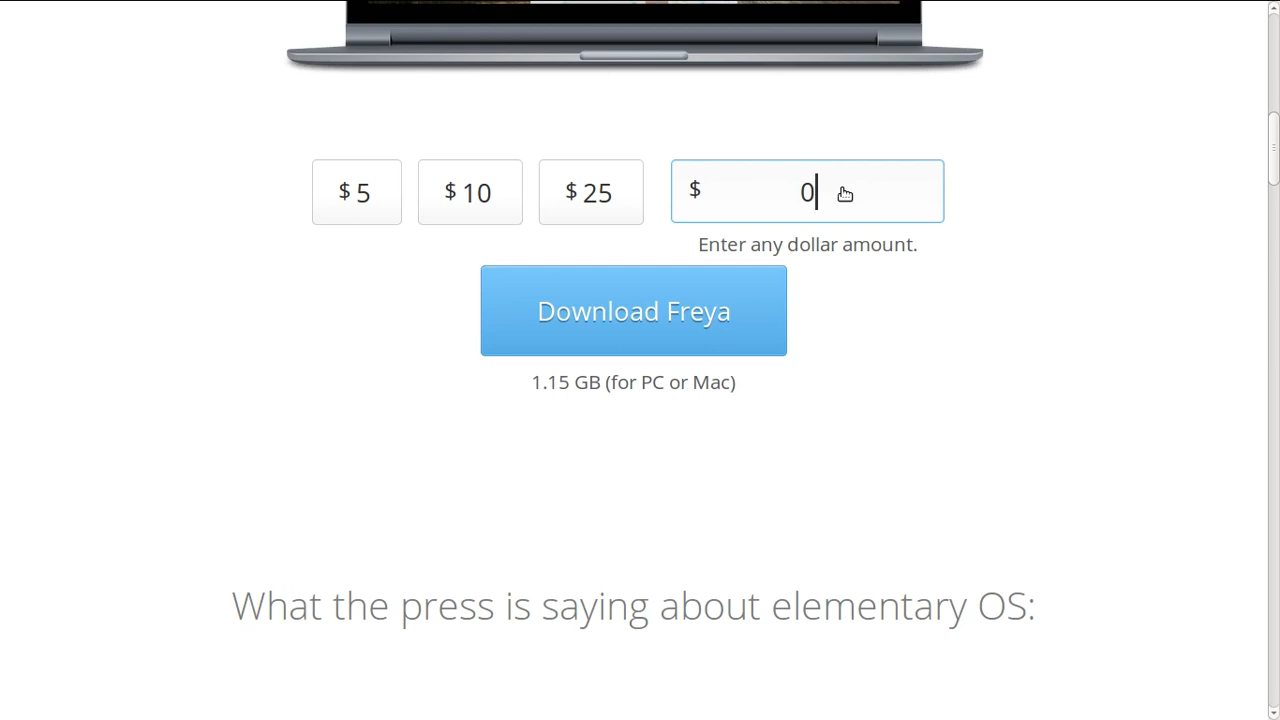 $ 5 $ 10 $ 25 $ 0
Enter any dollar amount.
Download Freya
1.15 GB (for PC or Mac)
What the press is saying about elementary OS: